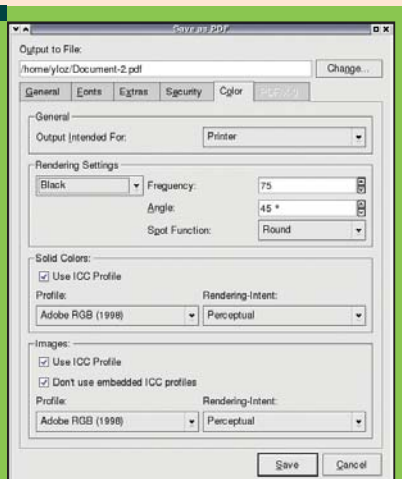 Save as PDF
Output to File:
/home/yloz/Document-2.pdf Change...
General Fonts Extras Security Color
General
Output Intended For: Printer
Rendering Settings
Black Frequency: 75
Angle: 45 °
Spot Function: Round
Solid Colors:
Use ICC Profile
Profile: Rendering-Intent:
Adobe RGB (1998) Perceptual
Images:
Use ICC Profile
Don't use embedded ICC profiles
Profile: Rendering-Intent:
Adobe RGB (1998) Perceptual
Save Cancel